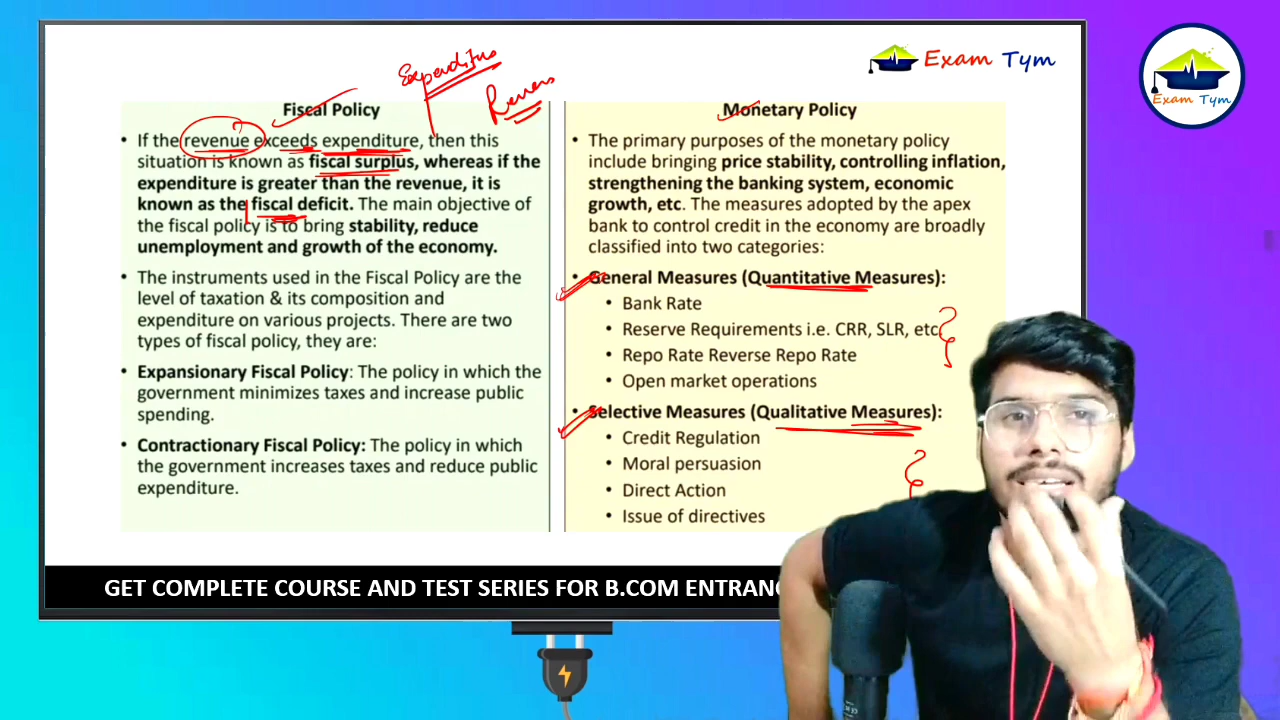 Exam Tym
Exam Tym
Expenditure
Fiscal Policy
• If the revenue exceeds expenditure, then this
situation is known as fiscal surplus, whereas if the
expenditure is greater than the revenue, it is
known as the fiscal deficit. The main objective of
the fiscal policy is to bring stability, reduce
unemployment and growth of the economy.
• The instruments used in the Fiscal Policy are the
level of taxation & its composition and
expenditure on various projects. There are two
types of fiscal policy, they are:
• Expansionary Fiscal Policy: The policy in which the
government minimizes taxes and increase public
spending.
• Contractionary Fiscal Policy: The policy in which
the government increases taxes and reduce public
expenditure.
Monetary Policy
• The primary purposes of the monetary policy
include bringing price stability, controlling inflation,
strengthening the banking system, economic
growth, etc. The measures adopted by the apex
bank to control credit in the economy are broadly
classified into two categories:
• General Measures (Quantitative Measures):
• Bank Rate
• Reserve Requirements i.e. CRR, SLR, etc.
• Repo Rate Reverse Repo Rate
• Open market operations
• Selective Measures (Qualitative Measures):
• Credit Regulation
• Moral persuasion
• Direct Action
• Issue of directives
GET COMPLETE COURSE AND TEST SERIES FOR B.COM